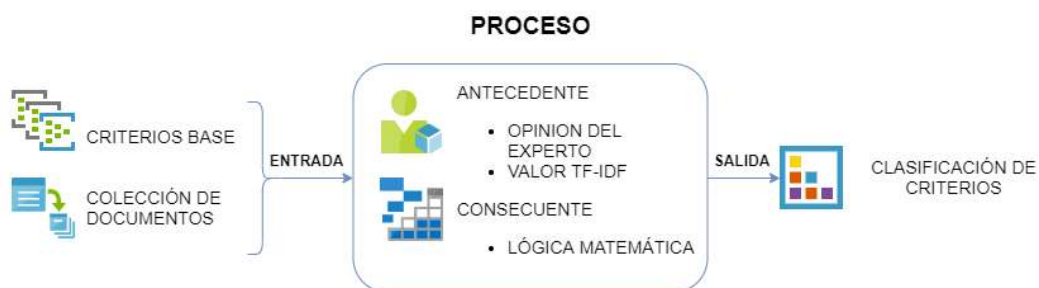 PROCESO
CRITERIOS BASE
COLECCIÓN DE
DOCUMENTOS
ENTRADA
ANTECEDENTE
• OPINION DEL
EXPERTO
• VALOR TF-IDF
CONSECUENTE
• LÓGICA MATEMÁTICA
SALIDA
CLASIFICACIÓN DE
CRITERIOS